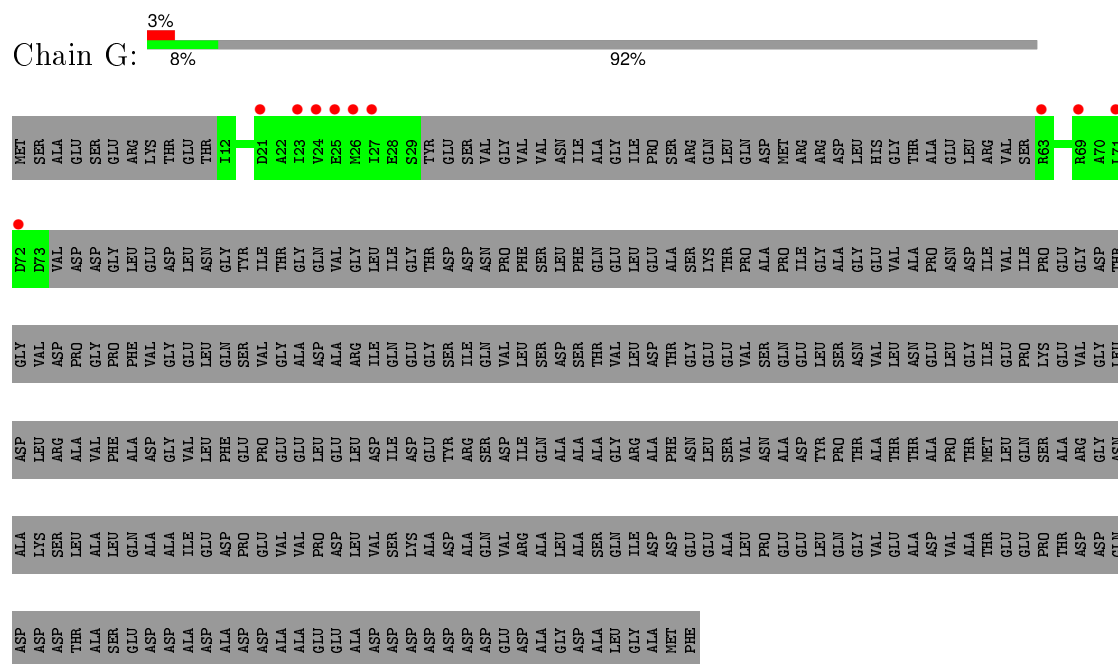 3%
Chain G:
8% 92%
MET SER ALA GLU SER GLU ARG LYS THR GLU THR I12 D21 A22 I23 V24 E25 M26 I27 E28 S29 TYR GLU SER VAL GLY VAL VAL ASN ILE ALA GLY ILE PRO SER ARG GLN LEU GLN ASP MET ARG ARG ASP LEU HIS GLY THR ALA GLU LEU ARG VAL SER R63 R69 A70 L71
D72 D73 VAL ASP ASP GLY LEU GLU ASP LEU ASN GLY TYR ILE THR GLY GLN VAL GLY LEU ILE GLY THR ASP ASP ASN PRO PHE SER LEU PHE GLN GLU LEU GLU ALA SER LYS THR PRO ALA PRO ILE GLY ALA GLY GLU VAL ALA PRO ASN ASP ILE VAL ILE PRO GLU GLY ASP THR
GLY VAL ASP PRO GLY PRO PHE VAL GLY GLU LEU GLN SER VAL GLY ALA ASP ALA ARG ILE GLN GLU GLY SER ILE GLN VAL LEU SER ASP SER THR VAL LEU ASP THR GLY GLU GLU VAL SER GLN GLU LEU SER ASN VAL LEU ASN GLU LEU GLY ILE GLU PRO LYS GLU VAL GLY LEU
ASP LEU ARG ALA VAL PHE ALA ASP GLY VAL LEU PHE GLU PRO GLU GLU LEU GLU LEU ASP ILE ASP GLU TYR ARG SER ASP ILE GLN ALA ALA ALA GLY ARG ALA PHE ASN LEU SER VAL ASN ALA ASP TYR PRO THR ALA THR THR ALA PRO THR MET LEU GLN SER ALA ARG GLY ASN
ALA LYS SER LEU ALA LEU GLN ALA ALA ILE GLU ASP PRO GLU VAL VAL PRO ASP LEU VAL SER LYS ALA ASP ALA GLN VAL ARG ALA LEU ALA SER GLN ILE ASP ASP GLU GLU ALA LEU PRO GLU GLU LEU GLN GLY VAL GLU ALA ASP VAL ALA THR GLU GLU PRO THR ASP ASP GLN
ASP ASP ASP THR ALA SER GLU ASP ASP ALA ASP ALA ASP ASP ALA ALA GLU GLU ALA ASP ASP ASP ASP ASP ASP ASP GLU ASP ALA GLY ASP ALA LEU GLY ALA MET PHE